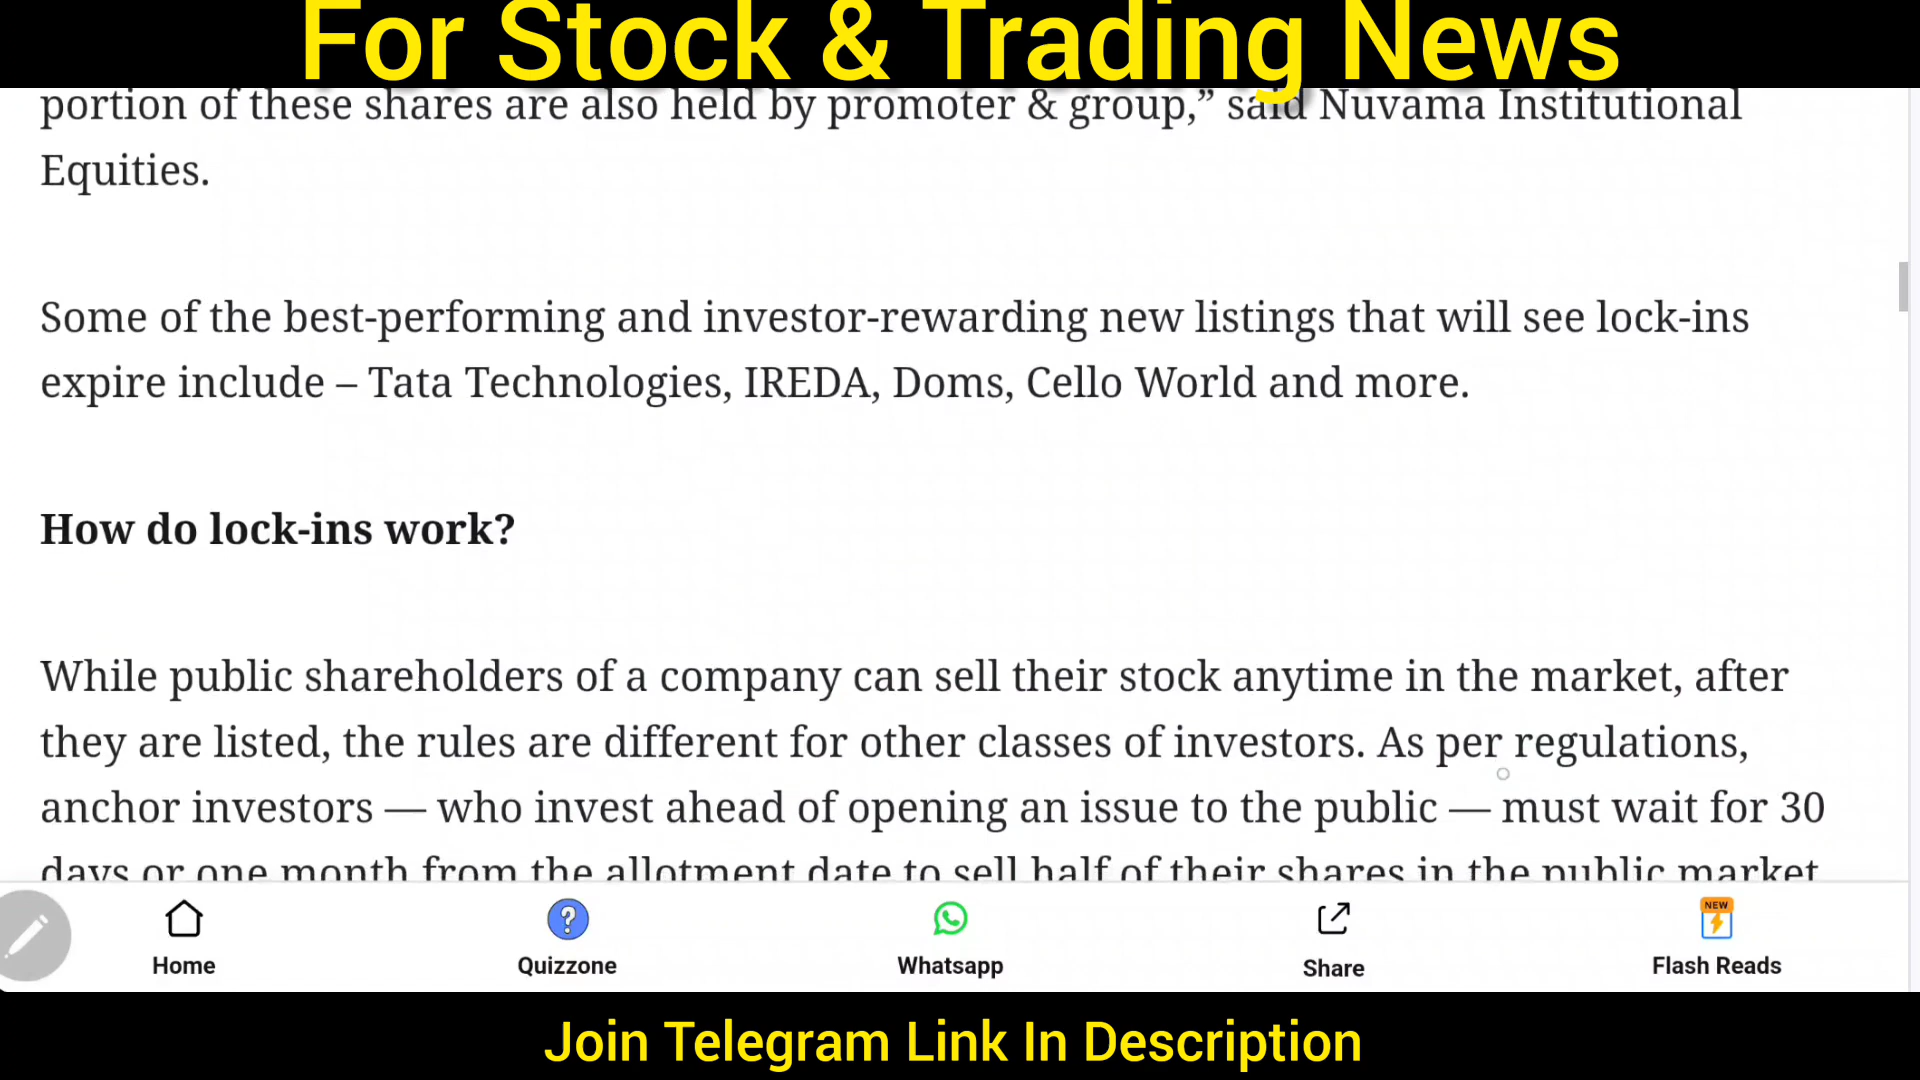 For Stock & Trading News
portion of these shares are also held by promoter & group,” said Nuvama Institutional
Equities.
Some of the best-performing and investor-rewarding new listings that will see lock-ins
expire include – Tata Technologies, IREDA, Doms, Cello World and more.
How do lock-ins work?
While public shareholders of a company can sell their stock anytime in the market, after
they are listed, the rules are different for other classes of investors. As per regulations,
anchor investors — who invest ahead of opening an issue to the public — must wait for 30
days or one month from the allotment date to sell half of their shares in the public market
NEW
Home Quizzone Whatsapp Share Flash Reads
Join Telegram Link In Description